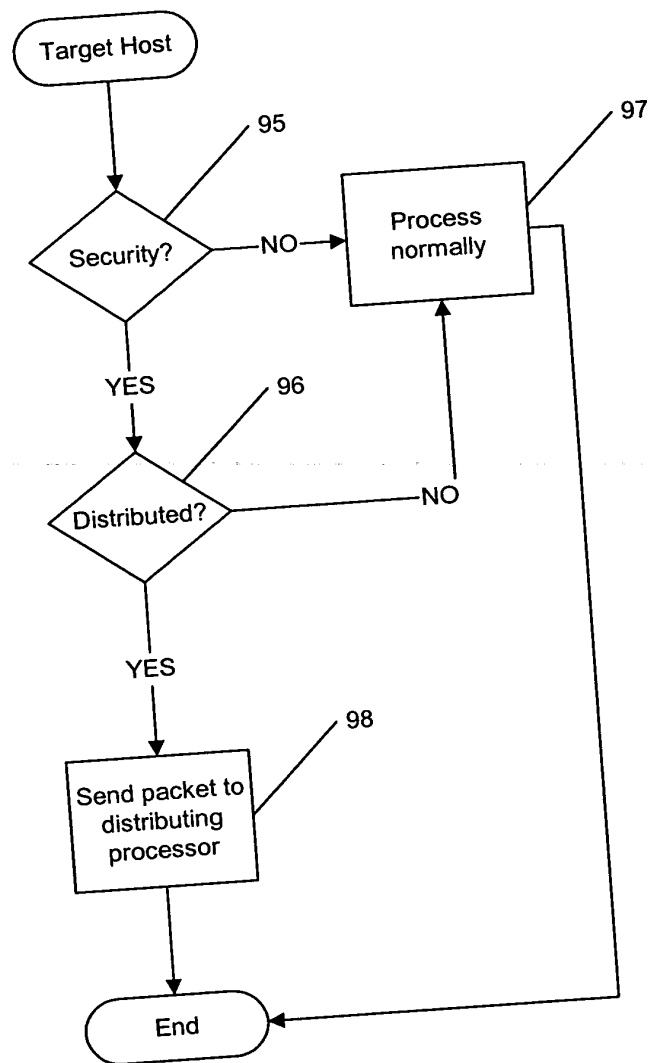 Target Host
95
97
Security?
NO
Process
normally
YES
96
Distributed?
NO
YES
98
Send packet to
distributing
processor
End